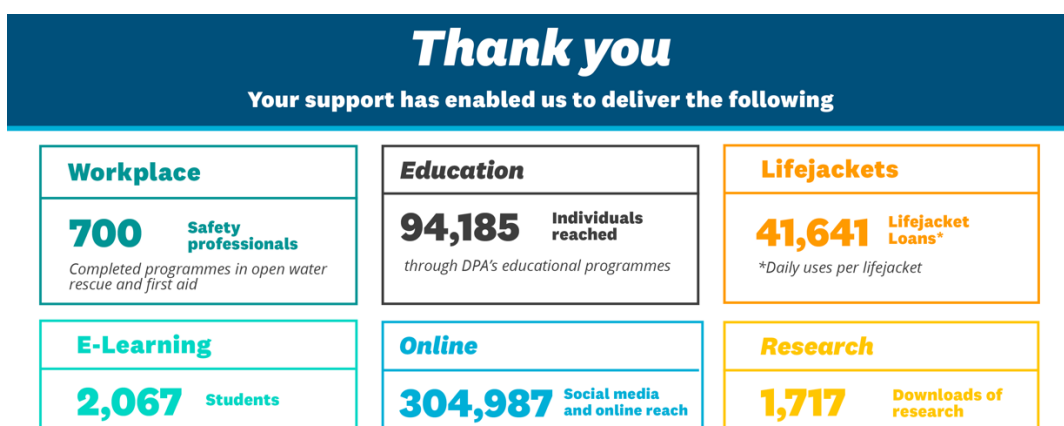 Thank you
Your support has enabled us to deliver the following
Workplace
700
Safety
professionals
Completed programmes in open water
rescue and first aid
Education
94,185
Individuals
reached
through DPA's educational programmes
Lifejackets
41,641
Lifejacket
Loans*
*Daily uses per lifejacket
E-Learning
2,067
Students
Online
304,987
Social media
and online reach
Research
1,717
Downloads of
research